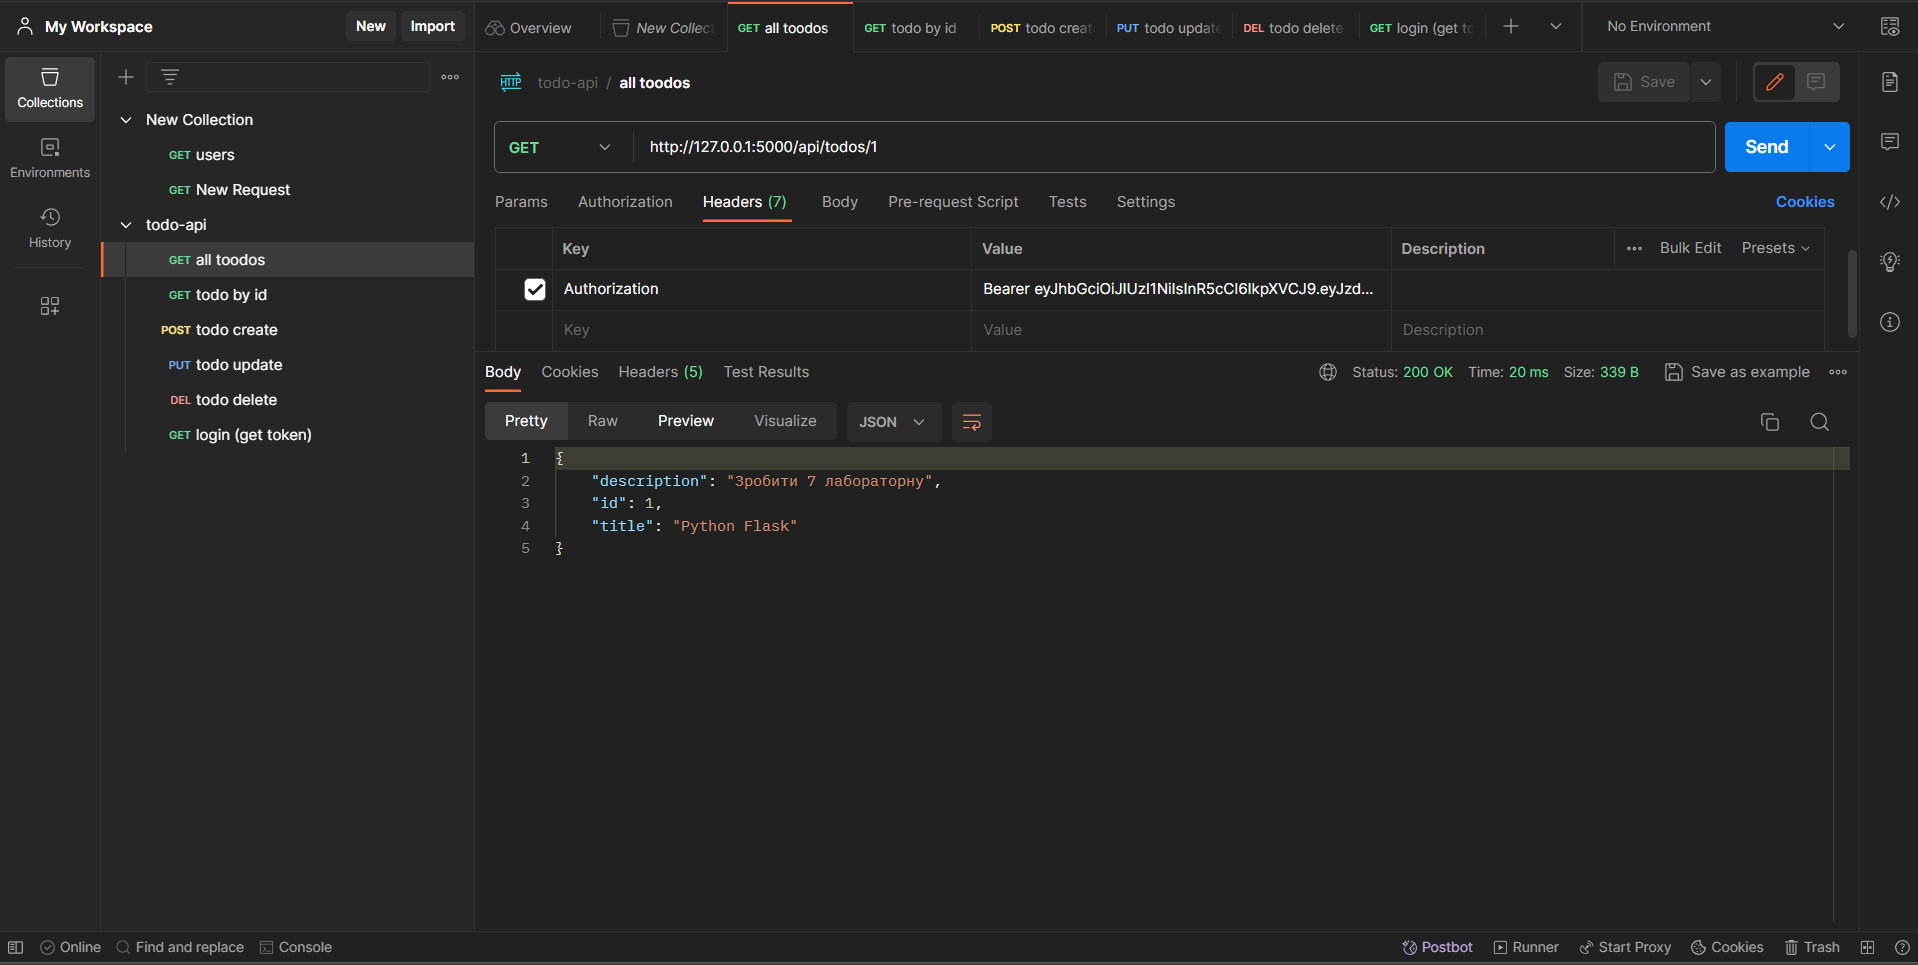 My Workspace
New
Import
Overview
New Collec
GET all toodos
GET todo by id
POST todo crea
PUT todo updat
DEL todo delete
GET login (get to
No Environment
Collections
Environments
History
New Collection
GET users
GET New Request
todo-api
GET all toodos
GET todo by id
POST todo create
PUT todo update
DEL todo delete
GET login (get token)
HTTP todo-api / all toodos
Save
GET
http://127.0.0.1:5000/api/todos/1
Send
Params Authorization Headers (7) Body Pre-request Script Tests Settings
Cookies
Key Value Description
Bulk Edit Presets
Authorization Bearer eyJhbGciOiJIUzI1NiIsInR5cCI6IkpXVCJ9.eyJzd...
Key Value Description
Body Cookies Headers (5) Test Results
Status: 200 OK Time: 20 ms Size: 339 B Save as example
Pretty Raw Preview Visualize JSON
1 {
2 "description": "Зробити 7 лабораторну",
3 "id": 1,
4 "title": "Python Flask"
5 }
Online
Find and replace
Console
Postbot
Runner
Start Proxy
Cookies
Trash